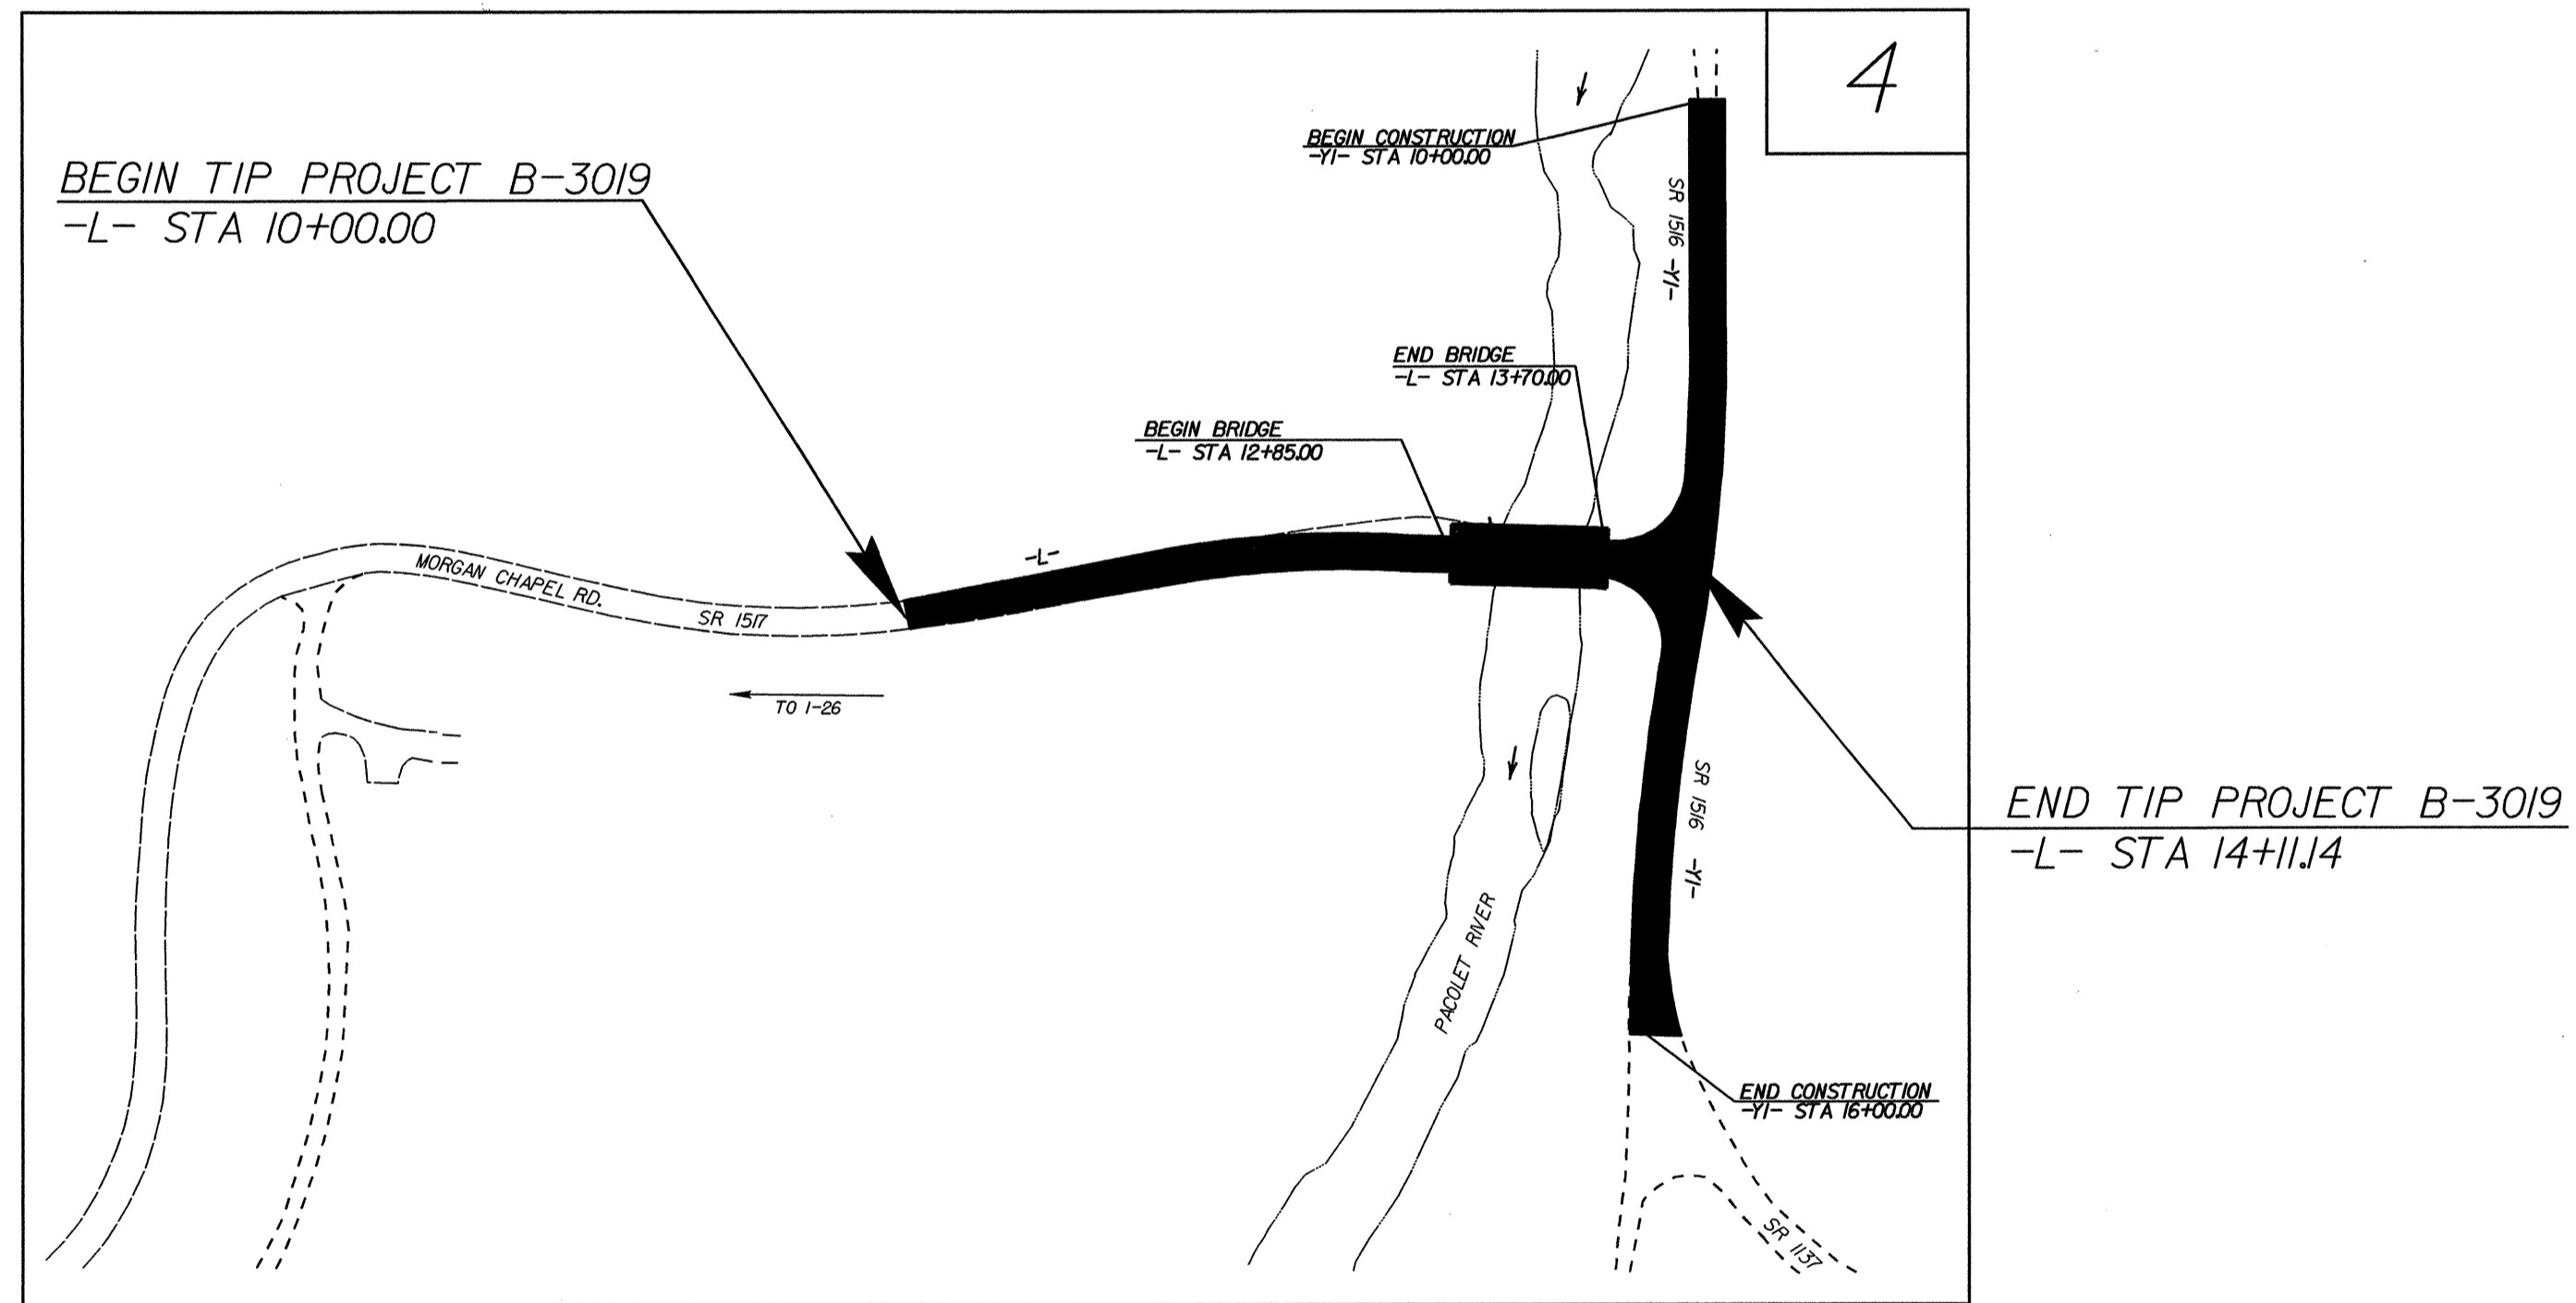 4
BEGIN CONSTRUCTION
-Y1- STA 10+00.00
BEGIN TIP PROJECT B-3019
-L- STA 10+00.00
SR 1516 -Y1-
END BRIDGE
-L- STA 13+70.00
BEGIN BRIDGE
-L- STA 12+85.00
-L-
MORGAN CHAPEL RD.
SR 1517
TO I-26
SR 1516 -Y1-
END TIP PROJECT B-3019
-L- STA 14+11.14
PACOLET RIVER
END CONSTRUCTION
-Y1- STA 16+00.00
SR 1137